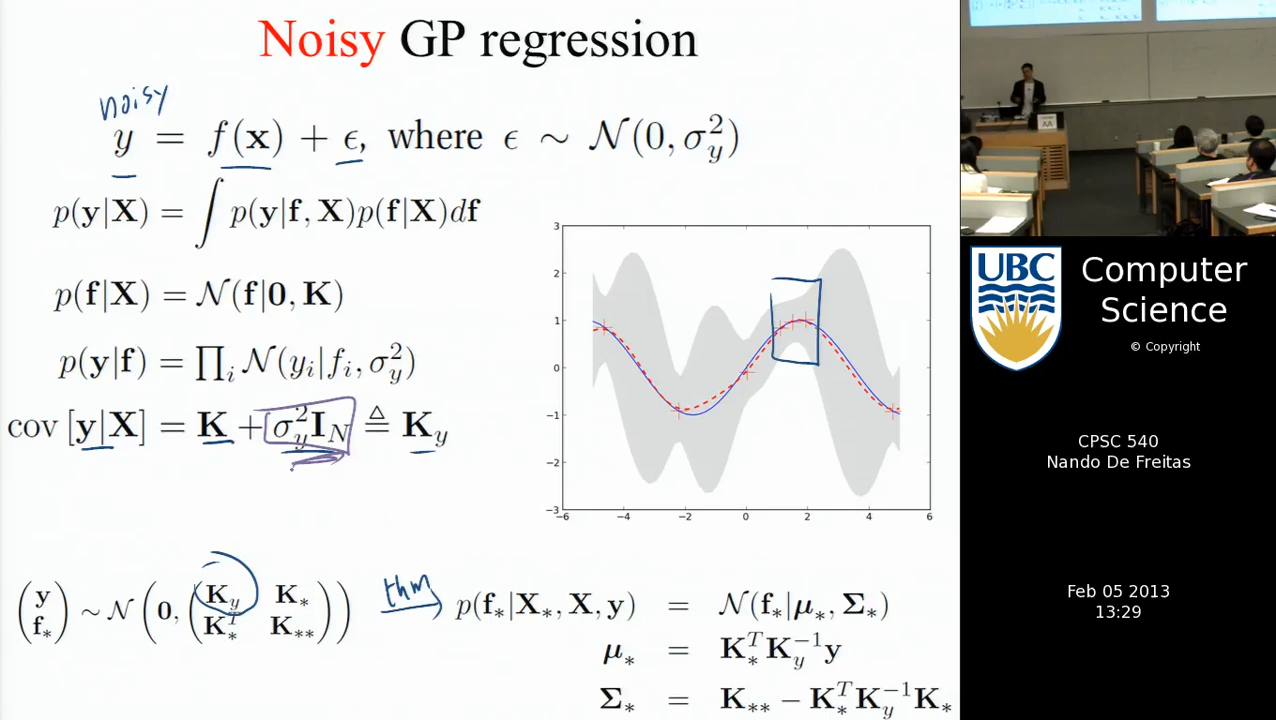 Noisy GP regression
noisy
y = f(x) + ϵ, where ϵ ∼ 𝒩(0, σ_y^2)
p(y|X) = ∫ p(y|f, X)p(f|X)df
p(f|X) = 𝒩(f|0, K)
p(y|f) = ∏_i 𝒩(y_i|f_i, σ_y^2)
cov [y|X] = K + σ_y^2 I_N ≜ K_y
3
2
1
0
−1
−2
−3
−6 −4 −2 0 2 4 6
(y f_*) ∼ 𝒩 (0, (K_y K_* K_*^T K_**))
thm
p(f_*|X_*, X, y) = 𝒩(f_*|μ_*, Σ_*)
μ_* = K_*^T K_y^{-1} y
Σ_* = K_** − K_*^T K_y^{-1} K_*
AA
UBC
Computer
Science
© Copyright
CPSC 540
Nando De Freitas
Feb 05 2013
13:29